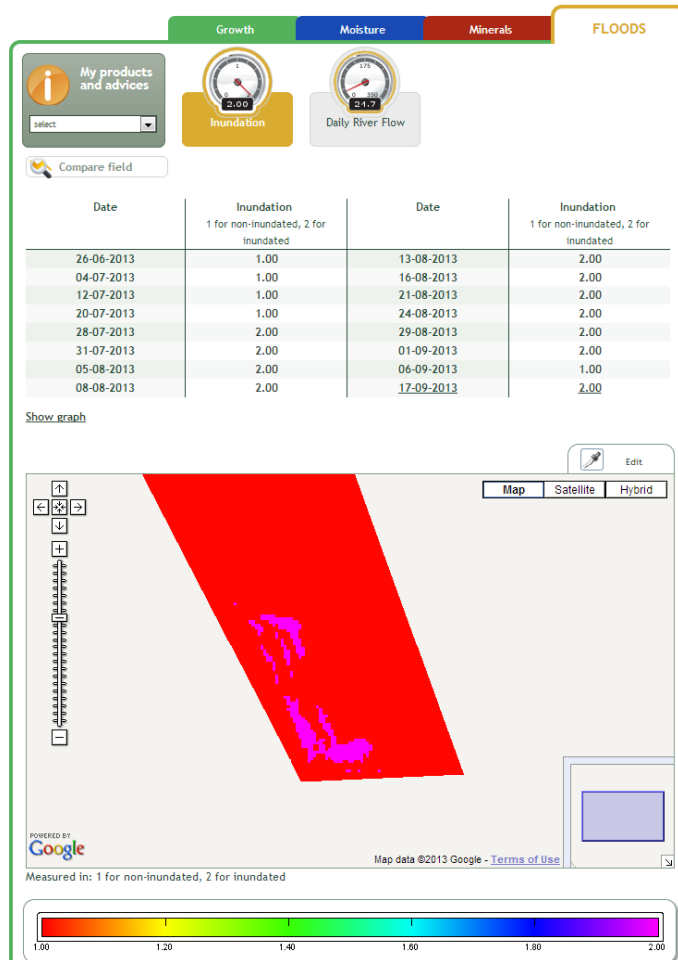 Growth Moisture Minerals FLOODS
My products
and advices
select
1
0 2
2.00
Inundation
175
0 350
24.7
Daily River Flow
Compare field
Date Inundation Date Inundation
1 for non-inundated, 2 for 1 for non-inundated, 2 for
inundated inundated
26-06-2013 1.00 13-08-2013 2.00
04-07-2013 1.00 16-08-2013 2.00
12-07-2013 1.00 21-08-2013 2.00
20-07-2013 1.00 24-08-2013 2.00
28-07-2013 2.00 29-08-2013 2.00
31-07-2013 2.00 01-09-2013 2.00
05-08-2013 2.00 06-09-2013 1.00
08-08-2013 2.00 17-09-2013 2.00
Show graph
Edit
Map Satellite Hybrid
POWERED BY
Google
Map data ©2013 Google - Terms of Use
Measured in: 1 for non-inundated, 2 for inundated
1.00 1.20 1.40 1.60 1.80 2.00